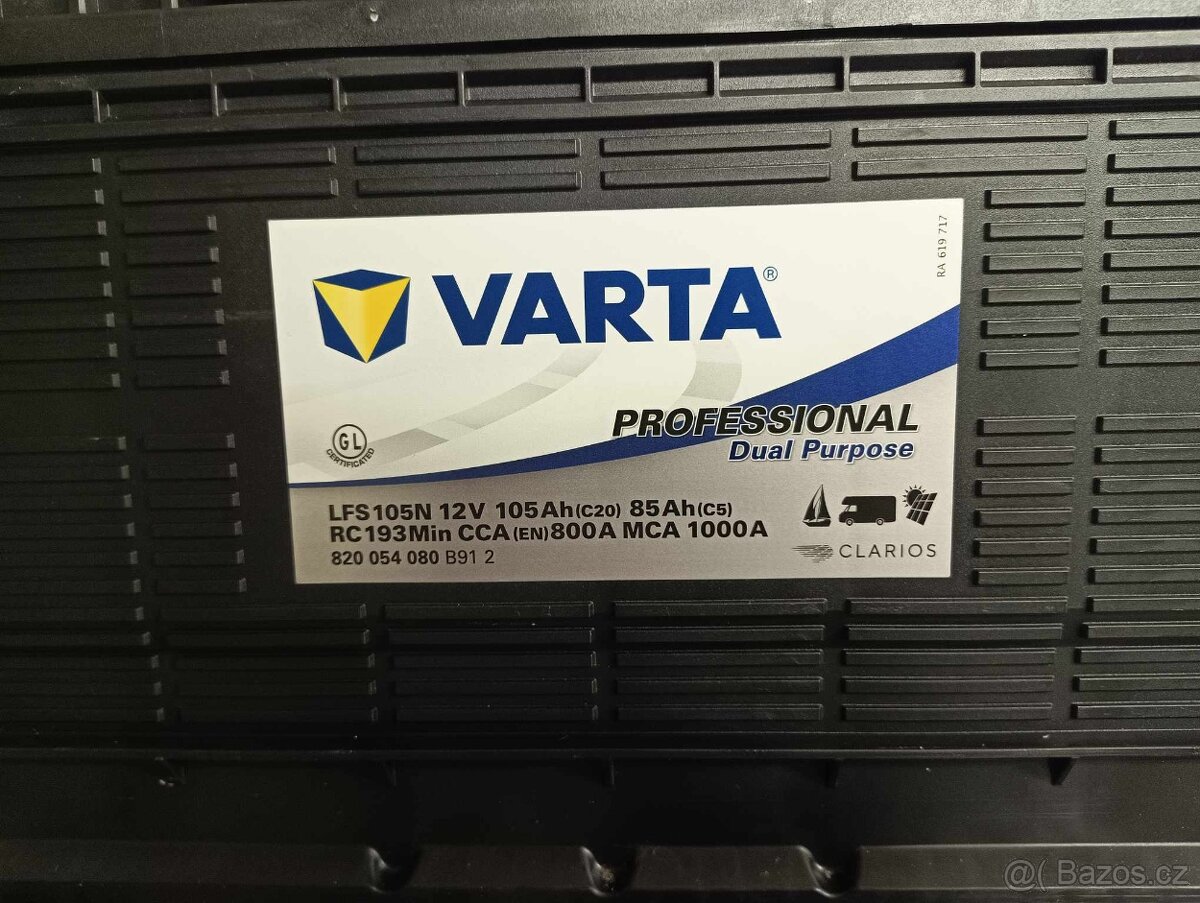 RA 619 717
VARTA®
PROFESSIONAL
Dual Purpose
GL
CERTIFICATED
LFS105N 12V 105Ah(C20) 85Ah(C5)
RC193Min CCA(EN)800A MCA 1000A
820 054 080 B91 2
CLARIOS
@( Bazos.cz